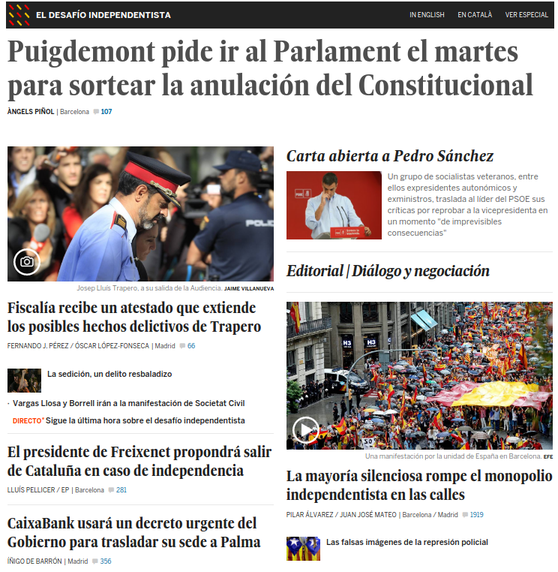 EL DESAFÍO INDEPENDENTISTA
IN ENGLISH EN CATALÀ VER ESPECIAL
Puigdemont pide ir al Parlament el martes
para sortear la anulación del Constitucional
ÀNGELS PIÑOL | Barcelona 107
POLIC
Josep Lluís Trapero, a su salida de la Audiencia. JAIME VILLANUEVA
Fiscalía recibe un atestado que extiende
los posibles hechos delictivos de Trapero
FERNANDO J. PÉREZ / ÓSCAR LÓPEZ-FONSECA | Madrid 66
La sedición, un delito resbaladizo
· Vargas Llosa y Borrell irán a la manifestación de Societat Civil
DIRECTO Sigue la última hora sobre el desafío independentista
El presidente de Freixenet propondrá salir
de Cataluña en caso de independencia
LLUÍS PELLICER / EP | Barcelona 281
CaixaBank usará un decreto urgente del
Gobierno para trasladar su sede a Palma
ÍÑIGO DE BARRÓN | Madrid 356
Carta abierta a Pedro Sánchez
Un grupo de socialistas veteranos, entre
ellos expresidentes autonómicos y
exministros, traslada al líder del PSOE sus
críticas por reprobar a la vicepresidenta en
un momento "de imprevisibles
consecuencias"
Editorial | Diálogo y negociación
H3
Una manifestación por la unidad de España en Barcelona. EFE
La mayoría silenciosa rompe el monopolio
independentista en las calles
PILAR ÁLVAREZ / JUAN JOSÉ MATEO | Barcelona / Madrid 1919
Las falsas imágenes de la represión policial